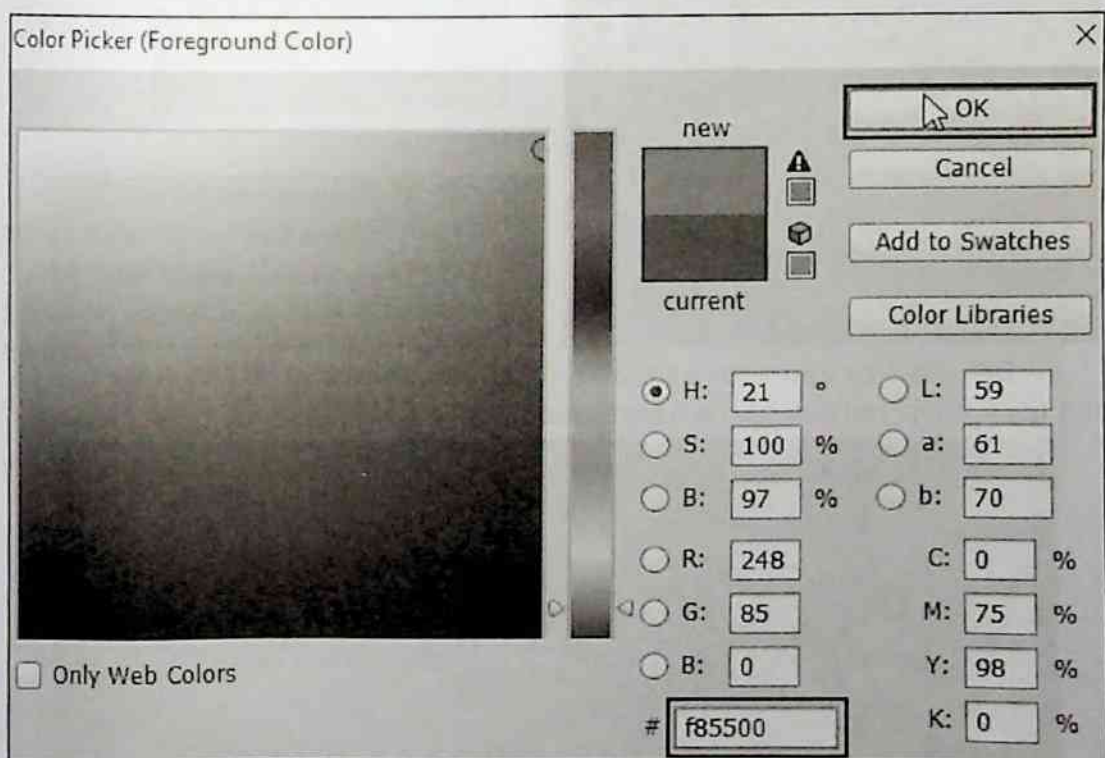 Color Picker (Foreground Color)
OK
new
Cancel
Add to Swatches
current
Color Libraries
H: 21 °
L: 59
S: 100 %
a: 61
B: 97 %
b: 70
R: 248
C: 0 %
G: 85
M: 75 %
Only Web Colors
B: 0
Y: 98 %
# f85500
K: 0 %